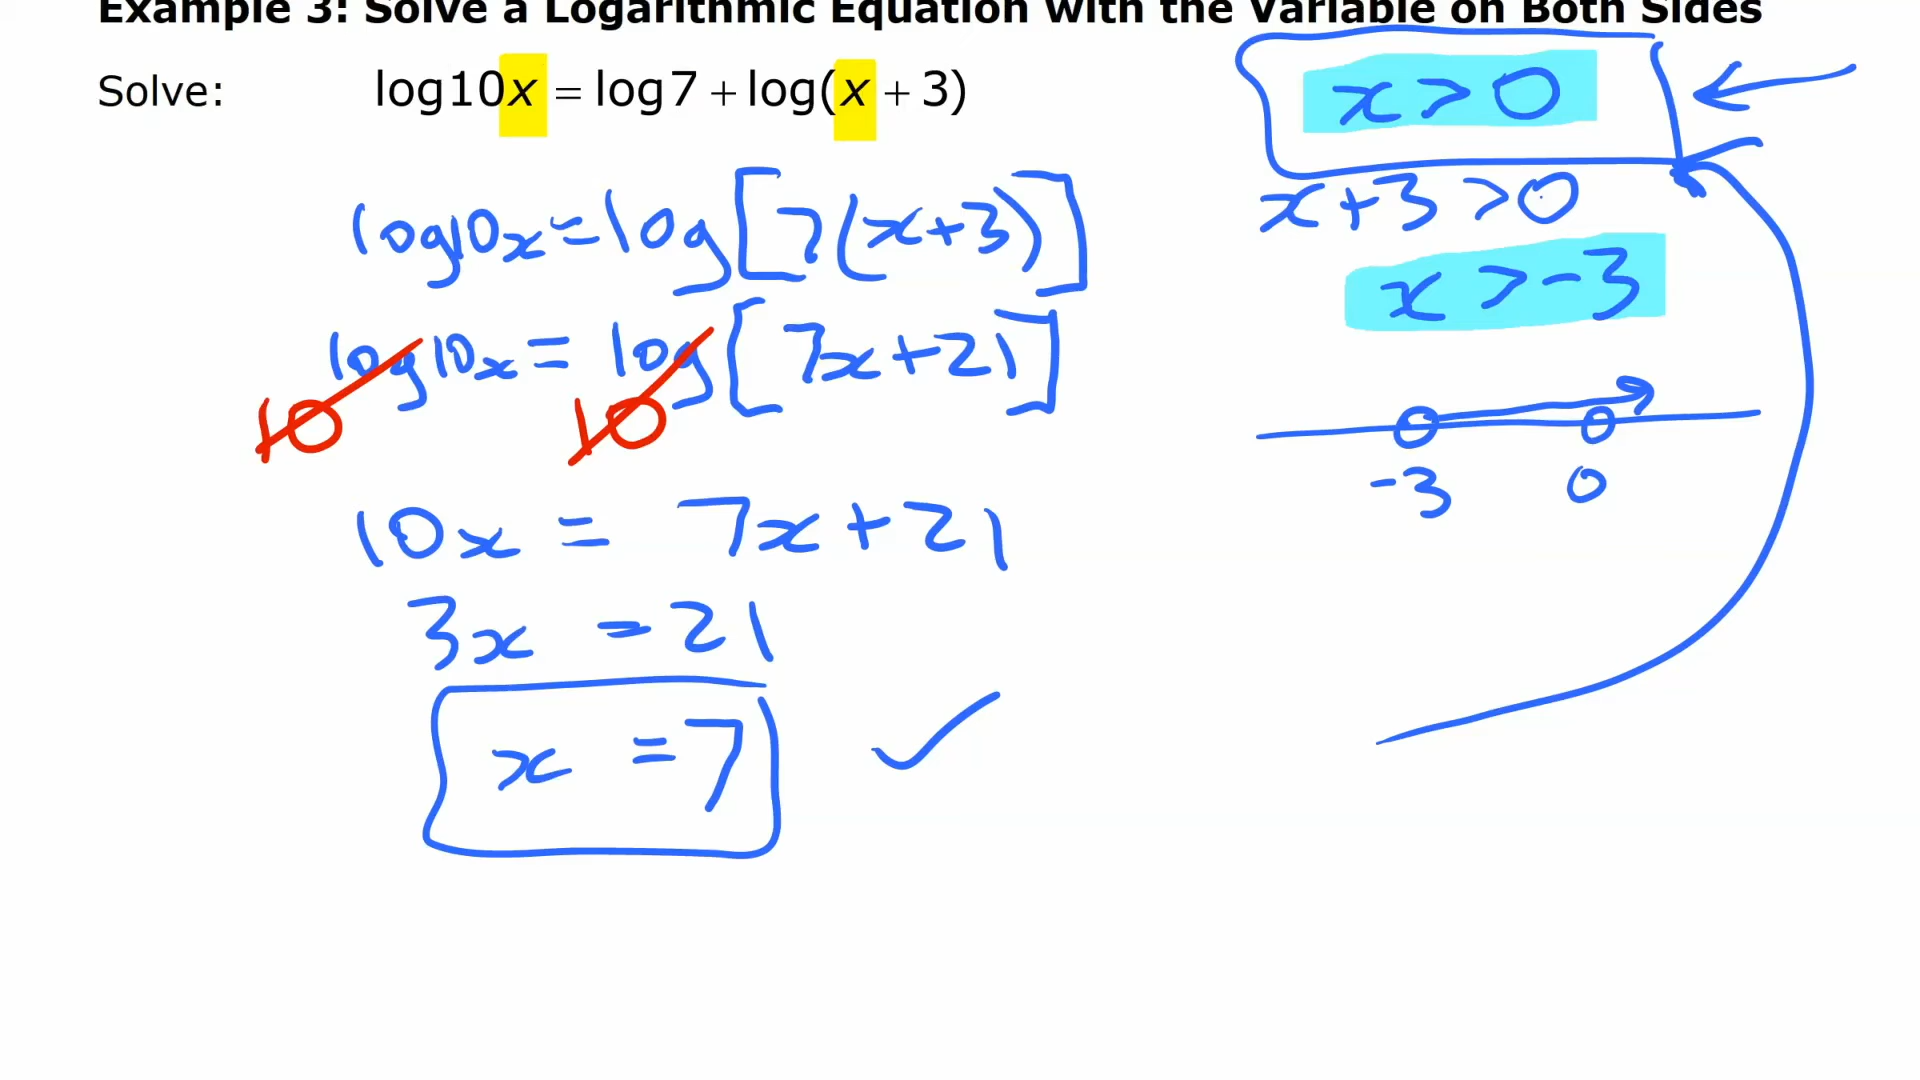 Example 3: Solve a Logarithmic Equation with the Variable on Both Sides
Solve: log10x = log7 + log(x + 3)
log10x = log[7(x+3)]
log10x = log[7x+21]
10 10
10x = 7x+21
3x = 21
x = 7
x > 0
x+3 > 0
x > -3
-3 0